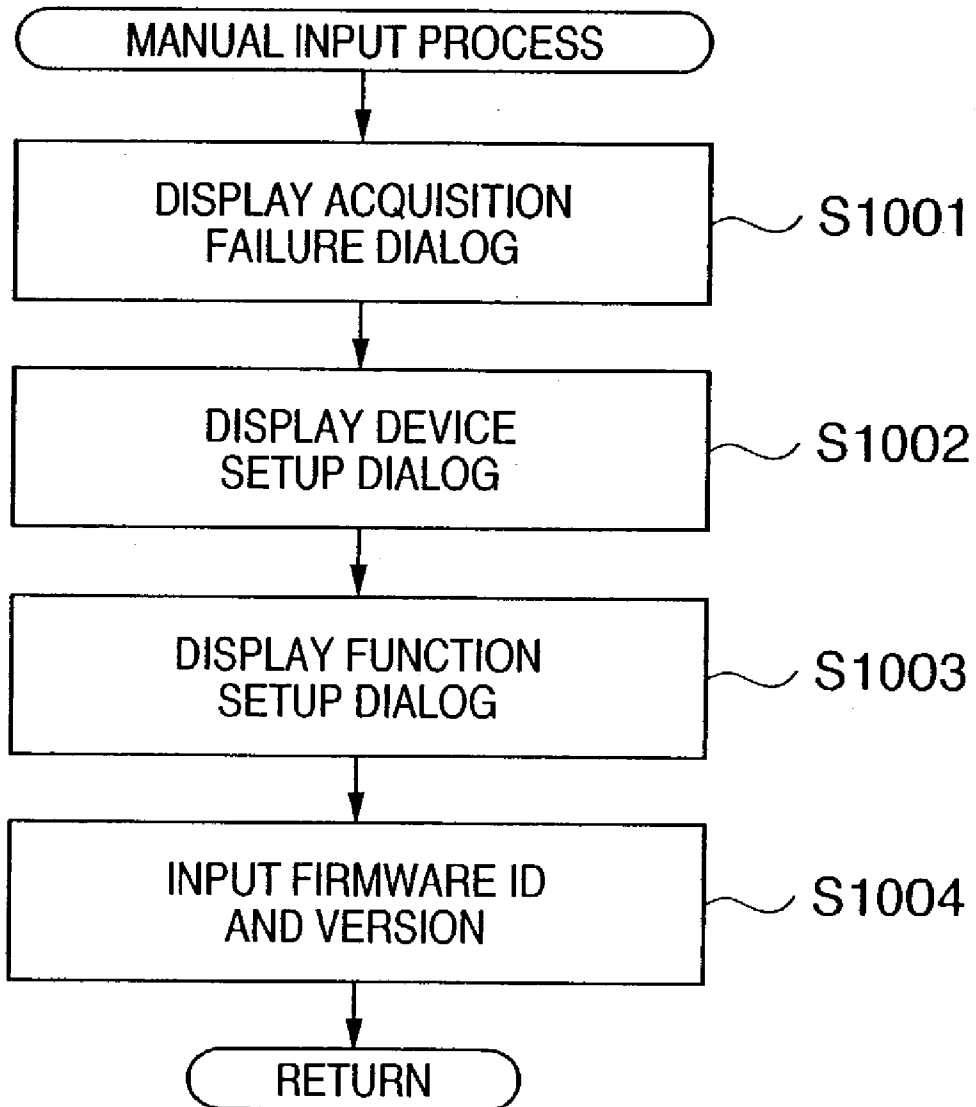 MANUAL INPUT PROCESS
DISPLAY ACQUISITION
FAILURE DIALOG
S1001
DISPLAY DEVICE
SETUP DIALOG
S1002
DISPLAY FUNCTION
SETUP DIALOG
S1003
INPUT FIRMWARE ID
AND VERSION
S1004
RETURN